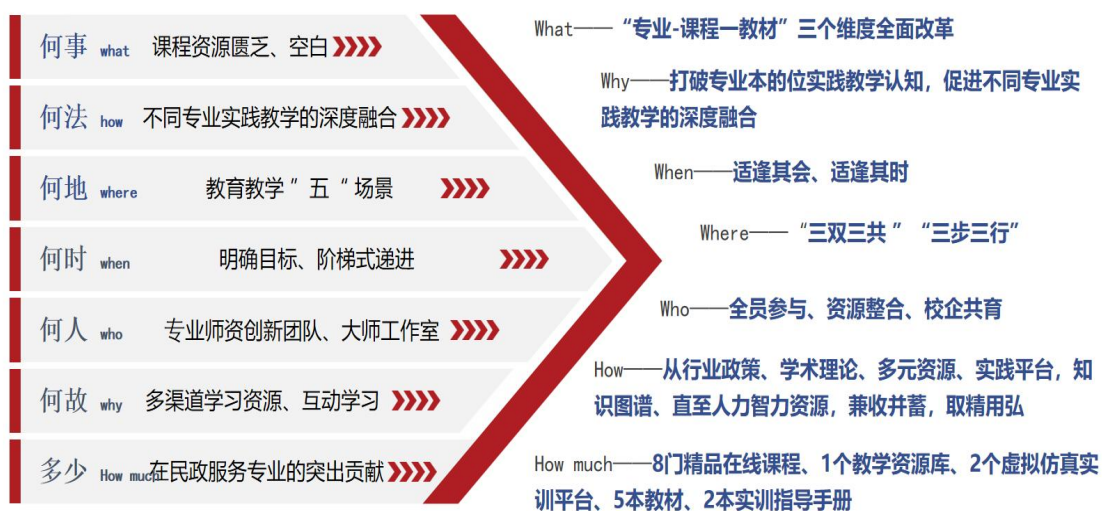 何事 what 课程资源匮乏、空白
何法 how 不同专业实践教学的深度融合
何地 where 教育教学 ”五“ 场景
何时 when 明确目标、阶梯式递进
何人 who 专业师资创新团队、大师工作室
何故 why 多渠道学习资源、互动学习
多少 How muc在民政服务专业的突出贡献
What——“专业-课程一教材”三个维度全面改革
Why——打破专业本的位实践教学认知，促进不同专业实
践教学的深度融合
When——适逢其会、适逢其时
Where—— “三双三共 ” “三步三行”
Who——全员参与、资源整合、校企共育
How——从行业政策、学术理论、多元资源、实践平台，知
识图谱、直至人力智力资源，兼收并蓄，取精用弘
How much——8门精品在线课程、1个教学资源库、2个虚拟仿真实
训平台、5本教材、2本实训指导手册